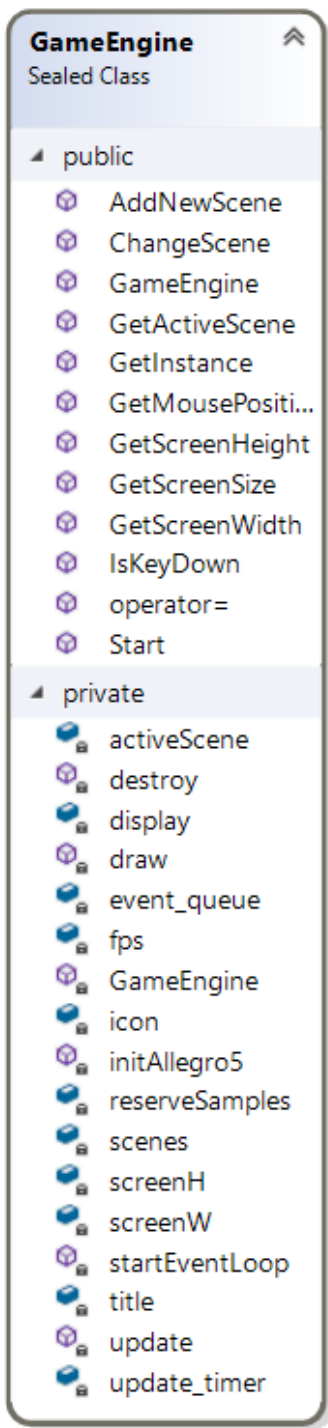 GameEngine
Sealed Class
public
AddNewScene
ChangeScene
GameEngine
GetActiveScene
GetInstance
GetMousePositi...
GetScreenHeight
GetScreenSize
GetScreenWidth
IsKeyDown
operator=
Start
private
activeScene
destroy
display
draw
event_queue
fps
GameEngine
icon
initAllegro5
reserveSamples
scenes
screenH
screenW
startEventLoop
title
update
update_timer